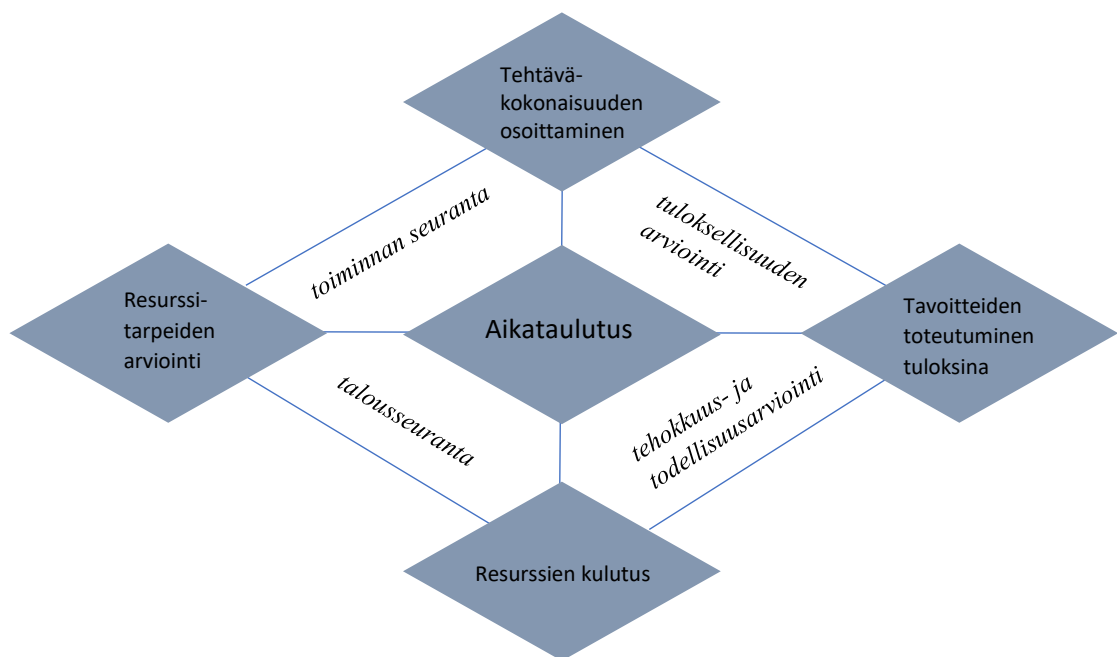 Tehtävä-
kokonaisuuden
osoittaminen
toiminnan seuranta
tuloksellisuuden
arviointi
Resurssi-
tarpeiden
arviointi
Aikataulutus
Tavoitteiden
toteutuminen
tuloksina
talousseuranta
tehokkuus- ja
todellisuusarviointi
Resurssien kulutus